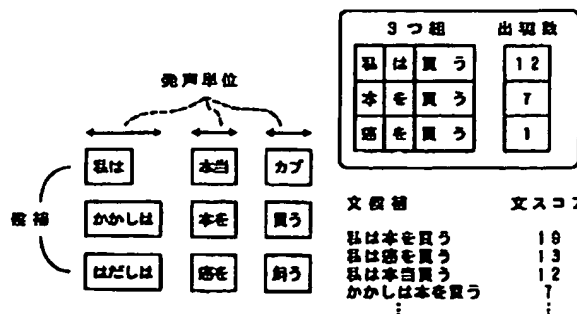 3つ組 出現数
私 は 買う 12
本 を 買う 7
癌 を 買う 1
発声単位
候補
私は 本当 カブ
かかしは 本を 買う
はだしは 癌を 飼う
文候補 文スコア
私は本を買う 19
私は癌を買う 13
私は本当買う 12
かかしは本を買う 7